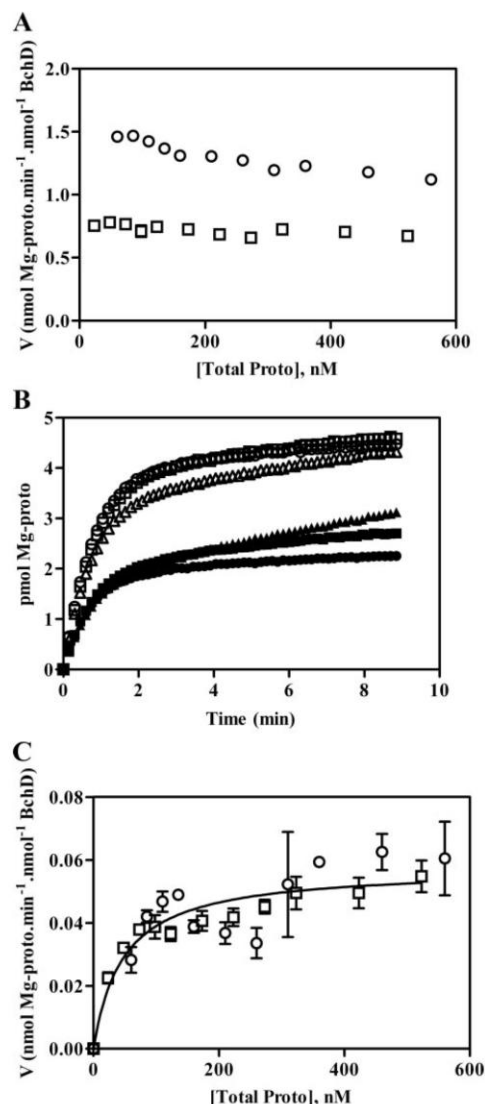 A
V (nmol Mg-proto.min⁻¹.nmol⁻¹ BchD)
2.0
1.5
1.0
0.5
0.0
0 200 400 600
[Total Proto], nM
B
pmol Mg-proto
5
4
3
2
1
0
0 2 4 6 8 10
Time (min)
C
V (nmol Mg-proto.min⁻¹.nmol⁻¹ BchD)
0.08
0.06
0.04
0.02
0.00
0 200 400 600
[Total Proto], nM